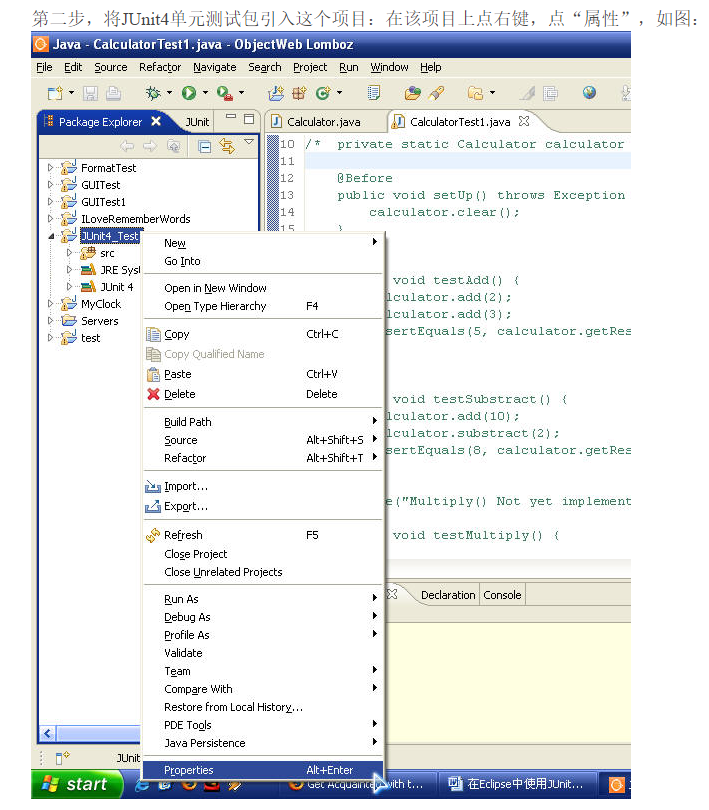 第二步，将JUnit4单元测试包引入这个项目：在该项目上点右键，点“属性”，如图：
Java - CalculatorTest1.java - ObjectWeb Lomboz
File Edit Source Refactor Navigate Search Project Run Window Help
Package Explorer JUnit
Calculator.java CalculatorTest1.java
FormatTest
GUITest
GUITest1
ILoveRememberWords
JUnit4_Test
src
JRE Syst
JUnit 4
MyClock
Servers
test
10 /* private static Calculator calculator
11
12 @Before
13 public void setUp() throws Exception
14 calculator.clear();
15 }
void testAdd() {
lculator.add(2);
lculator.add(3);
sertEquals(5, calculator.getRes
void testSubstract() {
lculator.add(10);
lculator.substract(2);
sertEquals(8, calculator.getRes
e("Multiply() Not yet implement
void testMultiply() {
New
Go Into
Open in New Window
Open Type Hierarchy F4
Copy Ctrl+C
Copy Qualified Name
Paste Ctrl+V
Delete Delete
Build Path
Source Alt+Shift+S
Refactor Alt+Shift+T
Import...
Export...
Refresh F5
Close Project
Close Unrelated Projects
Run As
Debug As
Profile As
Validate
Team
Compare With
Restore from Local History...
PDE Tools
Java Persistence
Properties Alt+Enter
Declaration Console
JUnit
start
Get Acquainted with t...
在Eclipse中使用JUnit...